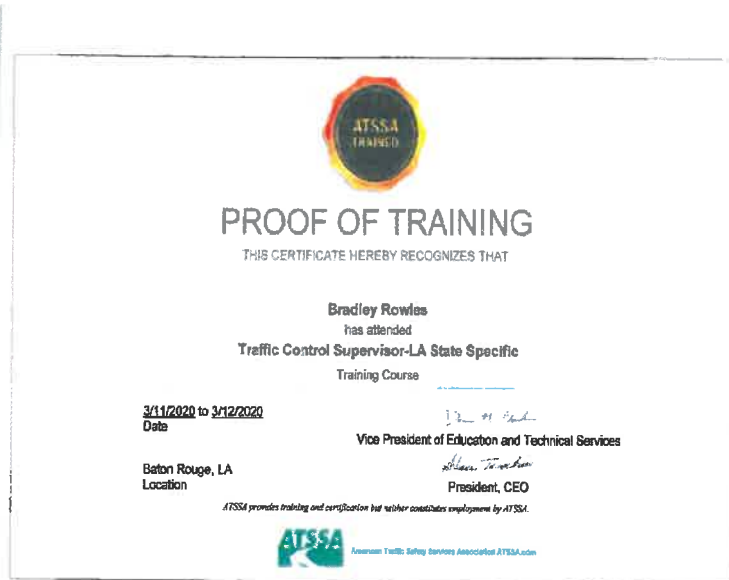 ATSSA
TRAINED
PROOF OF TRAINING
THIS CERTIFICATE HEREBY RECOGNIZES THAT
Bradley Rowles
has attended
Traffic Control Supervisor-LA State Specific
Training Course
3/11/2020 to 3/12/2020
Date
Vice President of Education and Technical Services
Baton Rouge, LA
Location
President, CEO
ATSSA provides training and certification but neither constitutes employment by ATSSA.
ATSSA
American Traffic Safety Services Association ATSSA.com